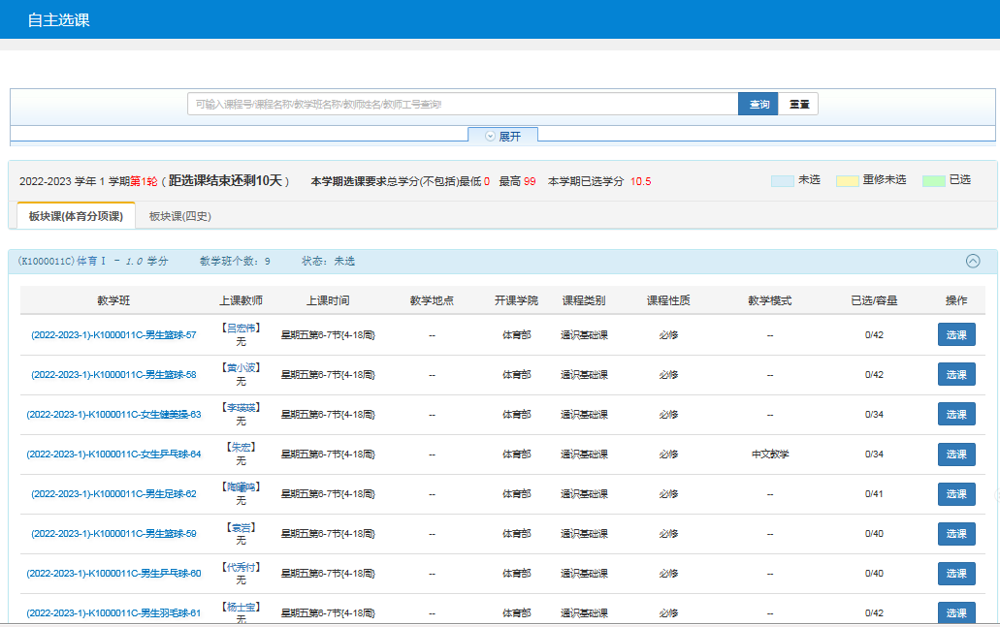 自主选课
可输入课程号/课程名称/教学班名称/教师姓名/教师工号查询!
查询
重置
展开
2022-2023 学年 1 学期第1轮（距选课结束还剩10天） 本学期选课要求总学分(不包括)最低 0 最高 99 本学期已选学分 10.5 未选 重修未选 已选
板块课(体育分项课) 板块课(四史)
(K1000011C)体育Ⅰ - 1.0 学分 教学班个数: 9 状态: 未选
教学班 上课教师 上课时间 教学地点 开课学院 课程类别 课程性质 教学模式 已选/容量 操作
(2022-2023-1)-K1000011C-男生篮球-57 【吕宏伟】无 星期五第6-7节{4-18周} -- 体育部 通识基础课 必修 -- 0/42 选课
(2022-2023-1)-K1000011C-男生篮球-58 【黄小波】无 星期五第6-7节{4-18周} -- 体育部 通识基础课 必修 -- 0/42 选课
(2022-2023-1)-K1000011C-女生健美操-63 【李瑛瑛】无 星期五第6-7节{4-18周} -- 体育部 通识基础课 必修 -- 0/34 选课
(2022-2023-1)-K1000011C-女生乒乓球-64 【朱宏】无 星期五第6-7节{4-18周} -- 体育部 通识基础课 必修 中文教学 0/34 选课
(2022-2023-1)-K1000011C-男生足球-62 【陶曦鸣】无 星期五第6-7节{4-18周} -- 体育部 通识基础课 必修 -- 0/41 选课
(2022-2023-1)-K1000011C-男生篮球-59 【袁岩】无 星期五第6-7节{4-18周} -- 体育部 通识基础课 必修 -- 0/40 选课
(2022-2023-1)-K1000011C-男生乒乓球-60 【代秀付】无 星期五第6-7节{4-18周} -- 体育部 通识基础课 必修 -- 0/40 选课
(2022-2023-1)-K1000011C-男生羽毛球-61 【杨士宝】无 星期五第6-7节{4-18周} -- 体育部 通识基础课 必修 -- 0/42 选课